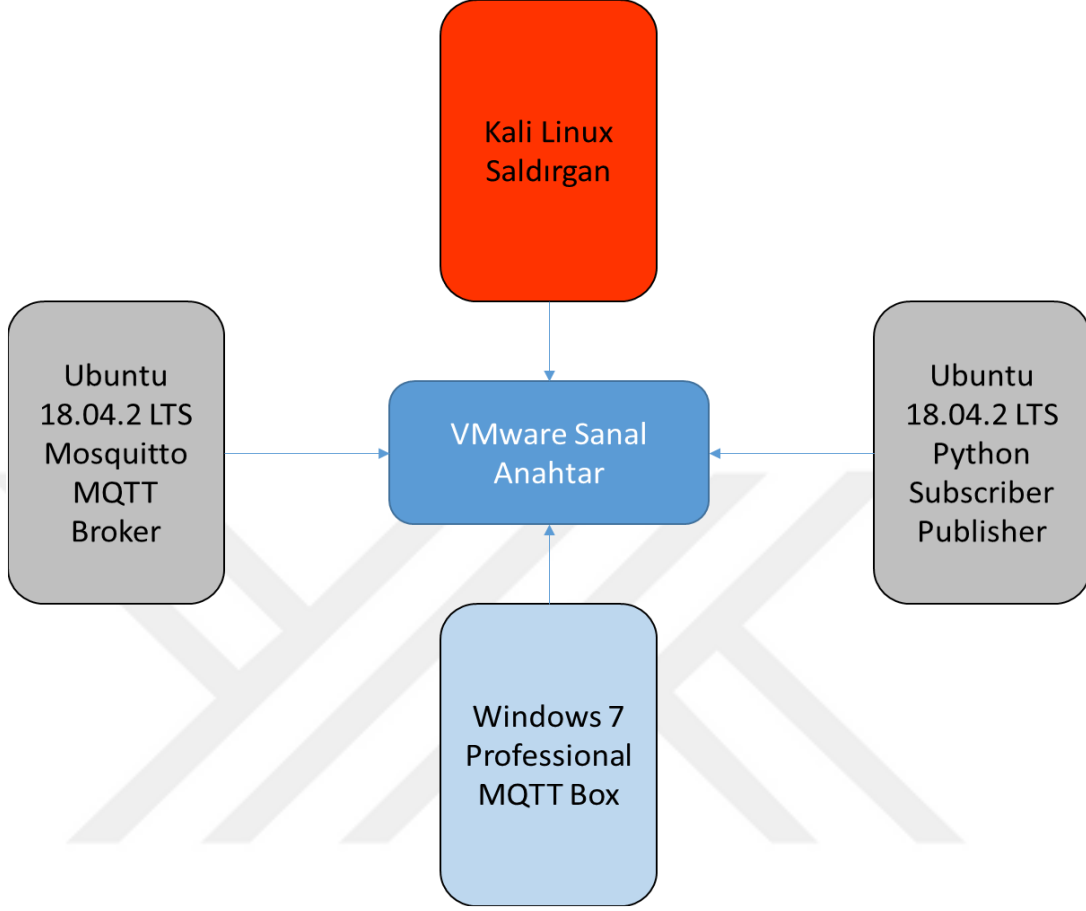 Kali Linux
Saldırgan
Ubuntu
18.04.2 LTS
Mosquitto
MQTT
Broker
VMware Sanal
Anahtar
Ubuntu
18.04.2 LTS
Python
Subscriber
Publisher
Windows 7
Professional
MQTT Box